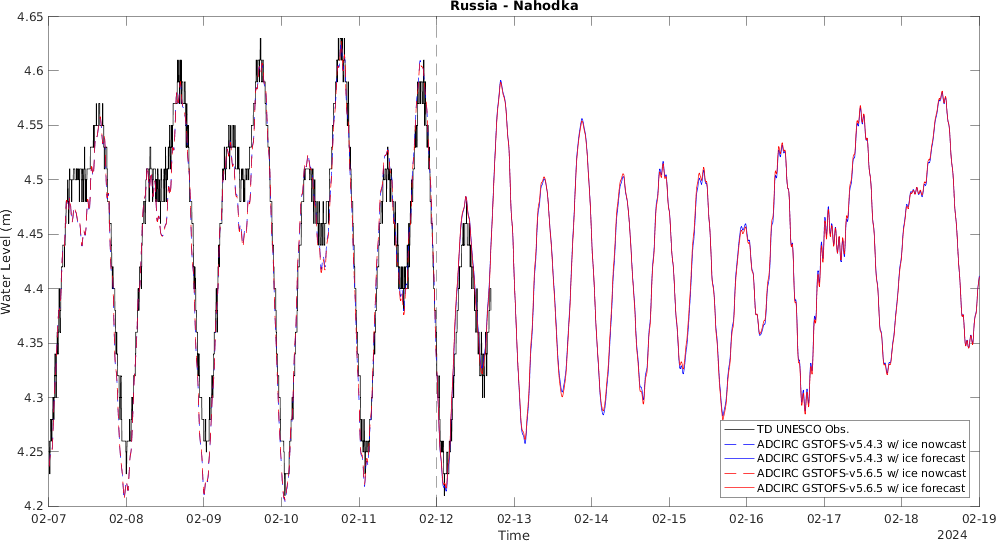 Russia - Nahodka
4.65
4.6
4.55
4.5
4.45
4.4
4.35
4.3
4.25
4.2
Water Level (m)
TD UNESCO Obs.
ADCIRC GSTOFS-v5.4.3 w/ ice nowcast
ADCIRC GSTOFS-v5.4.3 w/ ice forecast
ADCIRC GSTOFS-v5.6.5 w/ ice nowcast
ADCIRC GSTOFS-v5.6.5 w/ ice forecast
02-07 02-08 02-09 02-10 02-11 02-12 02-13 02-14 02-15 02-16 02-17 02-18 02-19
Time
2024